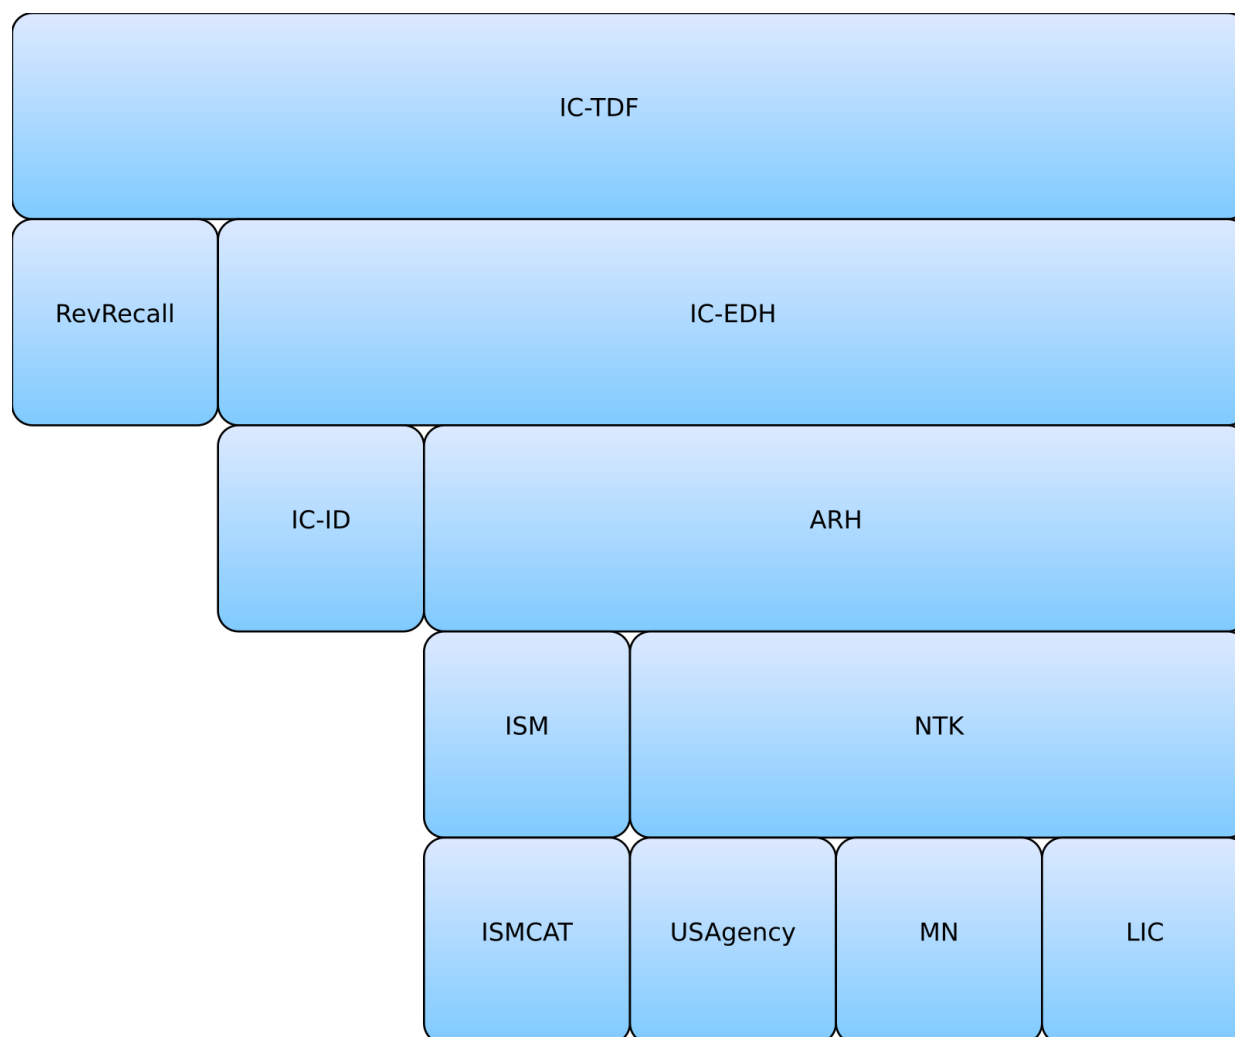 IC-TDF
RevRecall
IC-EDH
IC-ID
ARH
ISM
NTK
ISMCAT
USAgency
MN
LIC